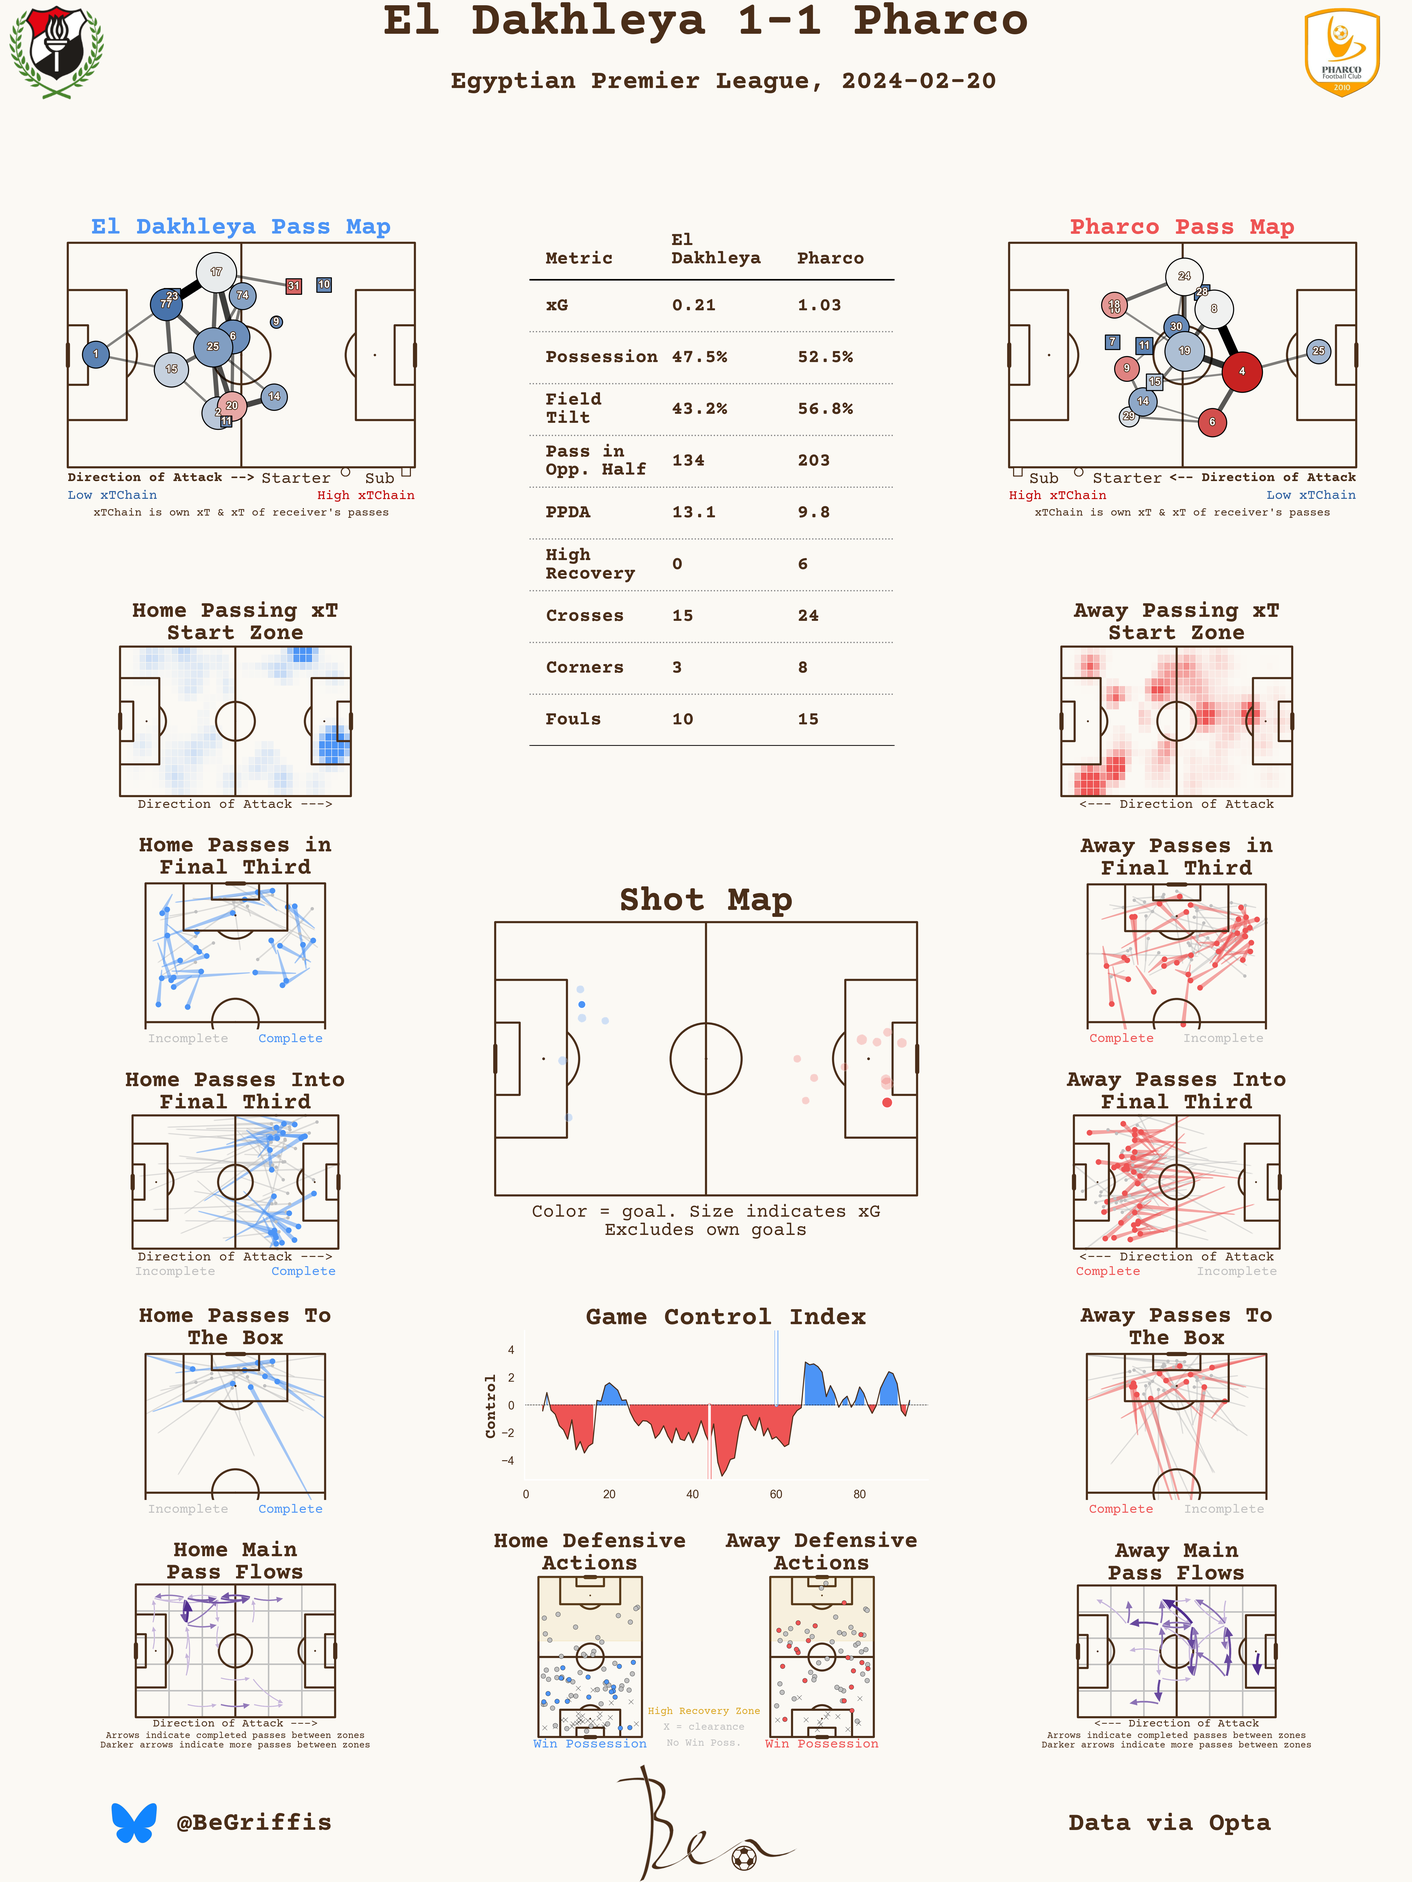 El Dakhleya 1-1 Pharco
Egyptian Premier League, 2024-02-20
PHARCO
Football Club
2010
El Dakhleya Pass Map
17
23
77
74
31
10
9
6
25
1
15
14
20
2
11
Direction of Attack --> Starter Sub
Low xTChain High xTChain
xTChain is own xT & xT of receiver's passes
Metric El Dakhleya Pharco
xG 0.21 1.03
Possession 47.5% 52.5%
Field Tilt 43.2% 56.8%
Pass in Opp. Half 134 203
PPDA 13.1 9.8
High Recovery 0 6
Crosses 15 24
Corners 3 8
Fouls 10 15
Pharco Pass Map
24
28
18
8
30
7
11
19
25
9
15
4
14
29
6
Sub Starter <-- Direction of Attack
High xTChain Low xTChain
xTChain is own xT & xT of receiver's passes
Home Passing xT
Start Zone
Direction of Attack --->
Away Passing xT
Start Zone
<--- Direction of Attack
Home Passes in
Final Third
Incomplete Complete
Away Passes in
Final Third
Complete Incomplete
Shot Map
Color = goal. Size indicates xG
Excludes own goals
Home Passes Into
Final Third
Direction of Attack --->
Incomplete Complete
Away Passes Into
Final Third
<--- Direction of Attack
Complete Incomplete
Home Passes To
The Box
Incomplete Complete
Game Control Index
Control
4
2
0
−2
−4
0 20 40 60 80
Away Passes To
The Box
Complete Incomplete
Home Main
Pass Flows
Direction of Attack --->
Arrows indicate completed passes between zones
Darker arrows indicate more passes between zones
Home Defensive
Actions
Win Possession
Away Defensive
Actions
Win Possession
High Recovery Zone
X = clearance
No Win Poss.
Away Main
Pass Flows
<--- Direction of Attack
Arrows indicate completed passes between zones
Darker arrows indicate more passes between zones
@BeGriffis
Ben
Data via Opta